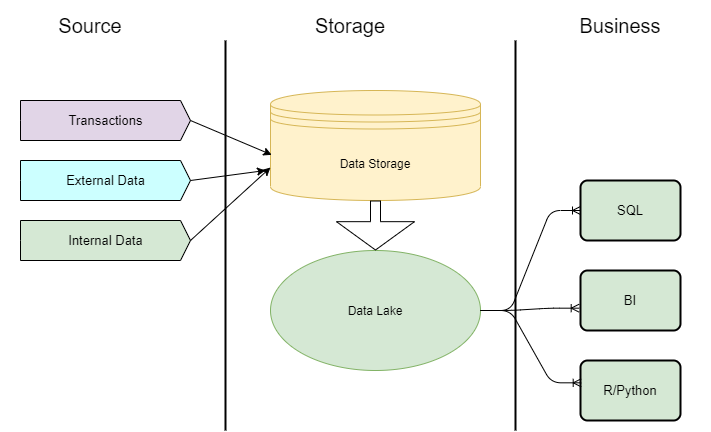 Source
Storage
Business
Transactions
External Data
Internal Data
Data Storage
Data Lake
SQL
BI
R/Python